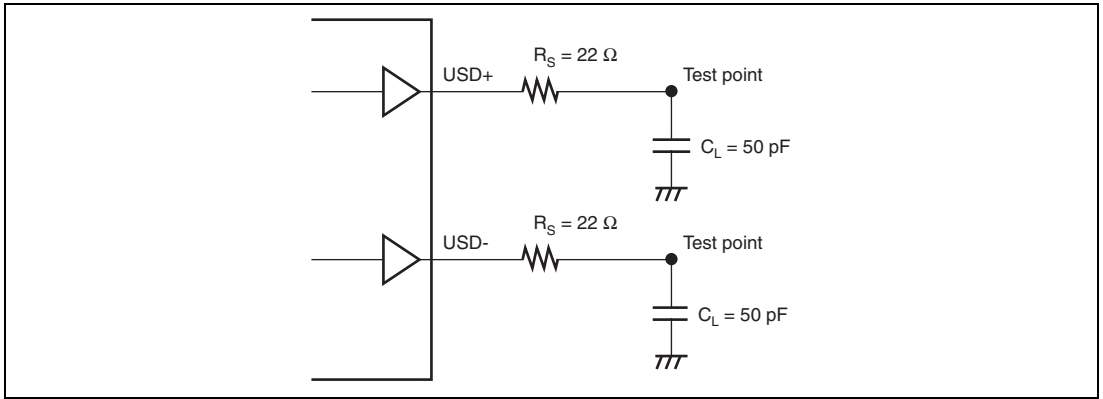 R_S = 22 Ω
USD+
Test point
C_L = 50 pF
R_S = 22 Ω
USD-
Test point
C_L = 50 pF